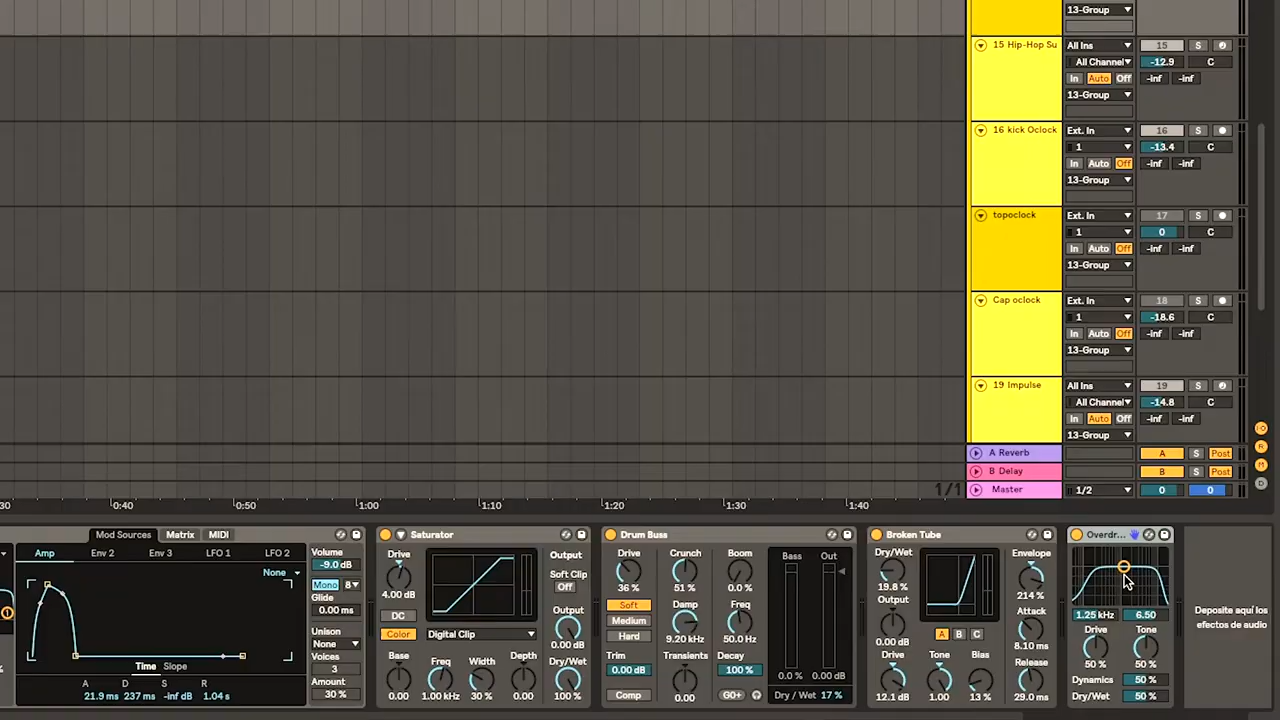 13-Group
15 Hip-Hop Su
All Ins
15
S
All Channel
-12.9
C
In Auto Off
-inf -inf
13-Group
16 kick Oclock
Ext. In
16
S
1
-13.4
C
In Auto Off
-inf -inf
13-Group
topoclock
Ext. In
17
S
1
0
C
In Auto Off
-inf -inf
13-Group
Cap oclock
Ext. In
18
S
1
-18.6
C
In Auto Off
-inf -inf
13-Group
19 Impulse
All Ins
19
S
All Channel
-14.8
C
In Auto Off
-inf -inf
13-Group
A Reverb
A
S
Post
B Delay
B
S
Post
1/1
Master
1/2
0
0
30
0:40
0:50
1:00
1:10
1:20
1:30
1:40
Mod Sources
Matrix
MIDI
Amp
Env 2
Env 3
LFO 1
LFO 2
None
Time
Slope
A
D
S
R
21.9 ms
237 ms
-inf dB
1.04 s
Volume
-9.0 dB
Mono
8
Glide
0.00 ms
Unison
None
Voices
3
Amount
30 %
Saturator
Drive
4.00 dB
DC
Color
Digital Clip
Base
Freq
Width
Depth
0.00
1.00 kHz
30 %
0.00
Output
Soft Clip
Off
Output
0.00 dB
Dry/Wet
100 %
Drum Buss
Drive
Crunch
Boom
36 %
51 %
0.0 %
Soft
Medium
Hard
Damp
Freq
9.20 kHz
50.0 Hz
Trim
Transients
Decay
0.00 dB
100 %
Comp
0.00
G0
Bass
Out
0.0 %
0.00 dB
Dry / Wet 17 %
Broken Tube
Dry/Wet
19.8 %
Output
0.00 dB
A B C
Drive
Tone
Bias
12.1 dB
1.00
13 %
Envelope
214 %
Attack
8.10 ms
Release
29.0 ms
Overdr...
1.25 kHz
6.50
Drive
Tone
50 %
50 %
Dynamics
50 %
Dry/Wet
50 %
Deposite aquí los
efectos de audio